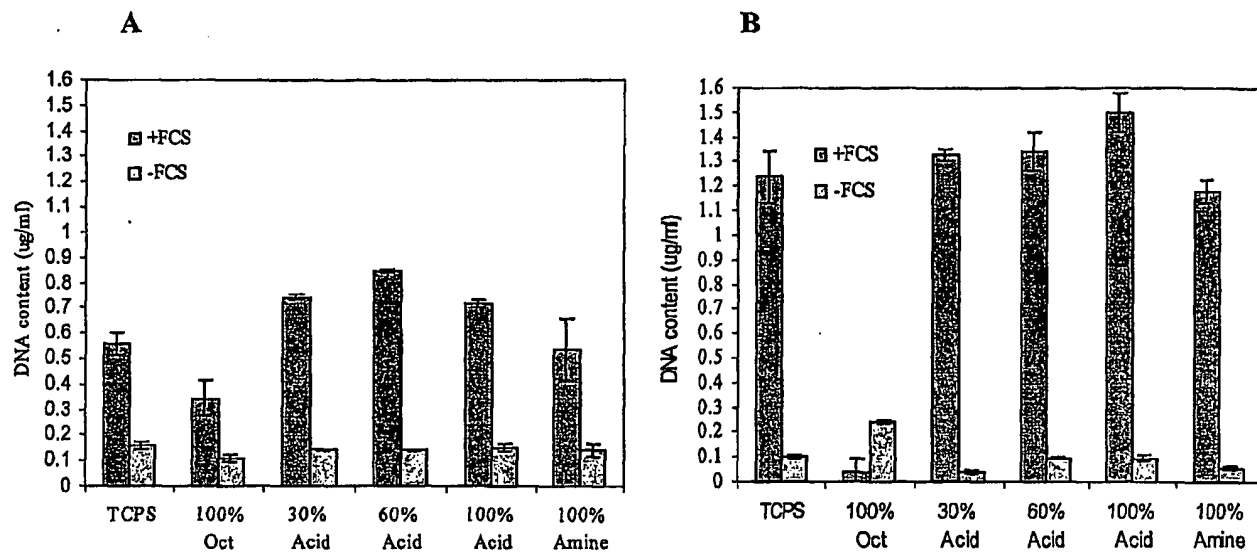 A
1.6
1.5
1.4
1.3
1.2
1.1
1
0.9
0.8
0.7
0.6
0.5
0.4
0.3
0.2
0.1
0
DNA content (ug/ml)
+FCS
-FCS
TCPS 100% 30% 60% 100% 100%
Oct Acid Acid Acid Amine
B
1.6
1.5
1.4
1.3
1.2
1.1
1
0.9
0.8
0.7
0.6
0.5
0.4
0.3
0.2
0.1
0
DNA content (ug/ml)
+FCS
-FCS
TCPS 100% 30% 60% 100% 100%
Oct Acid Acid Acid Amine